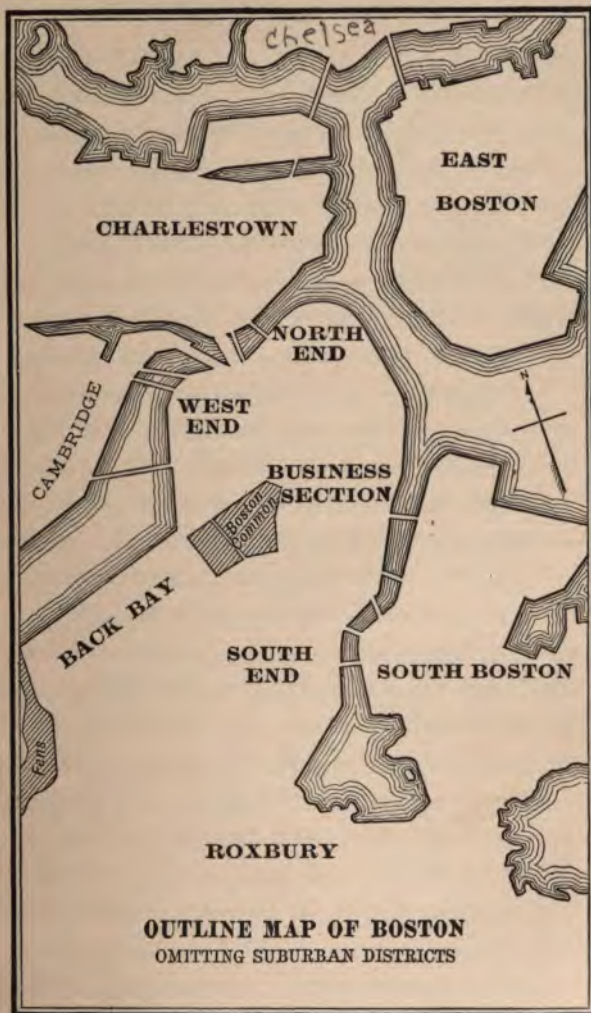 Chelsea
EAST
BOSTON
CHARLESTOWN
NORTH
END
N
CAMBRIDGE
WEST
END
BUSINESS
SECTION
Boston
Common
BACK BAY
SOUTH
END
SOUTH BOSTON
Fens
ROXBURY
OUTLINE MAP OF BOSTON
OMITTING SUBURBAN DISTRICTS